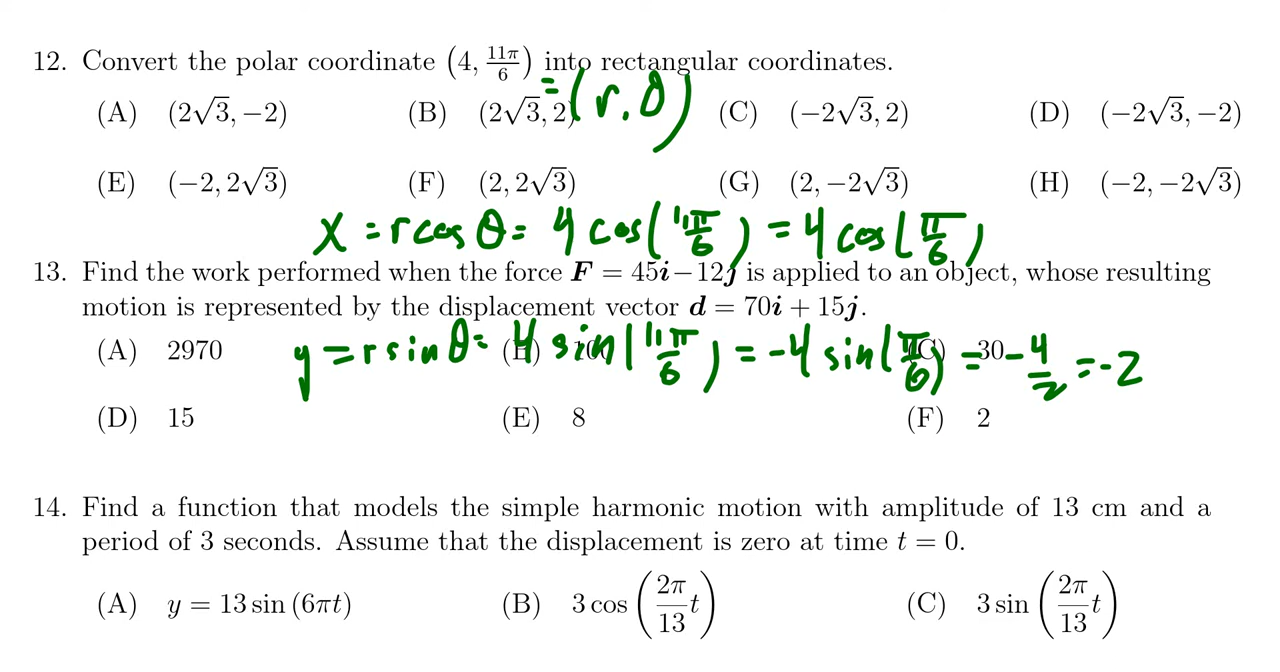 12. Convert the polar coordinate (4, 11π/6) into rectangular coordinates.
= (r, θ)
(A) (2√3, −2) (B) (2√3, 2) (C) (−2√3, 2) (D) (−2√3, −2)
(E) (−2, 2√3) (F) (2, 2√3) (G) (2, −2√3) (H) (−2, −2√3)
x = r cos θ = 4 cos(11π/6) = 4 cos(π/6)
13. Find the work performed when the force F = 45i − 12j is applied to an object, whose resulting
motion is represented by the displacement vector d = 70i + 15j.
y = r sin θ = 4 sin(11π/6) = −4 sin(π/6) = −4/2 = −2
(A) 2970 (C) 30
(D) 15 (E) 8 (F) 2
14. Find a function that models the simple harmonic motion with amplitude of 13 cm and a
period of 3 seconds. Assume that the displacement is zero at time t = 0.
(A) y = 13 sin (6πt) (B) 3 cos (2π/13 t) (C) 3 sin (2π/13 t)